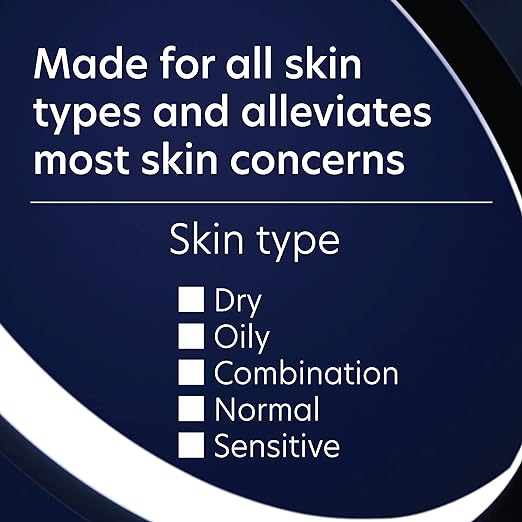 Made for all skin
types and alleviates
most skin concerns
Skin type
Dry
Oily
Combination
Normal
Sensitive